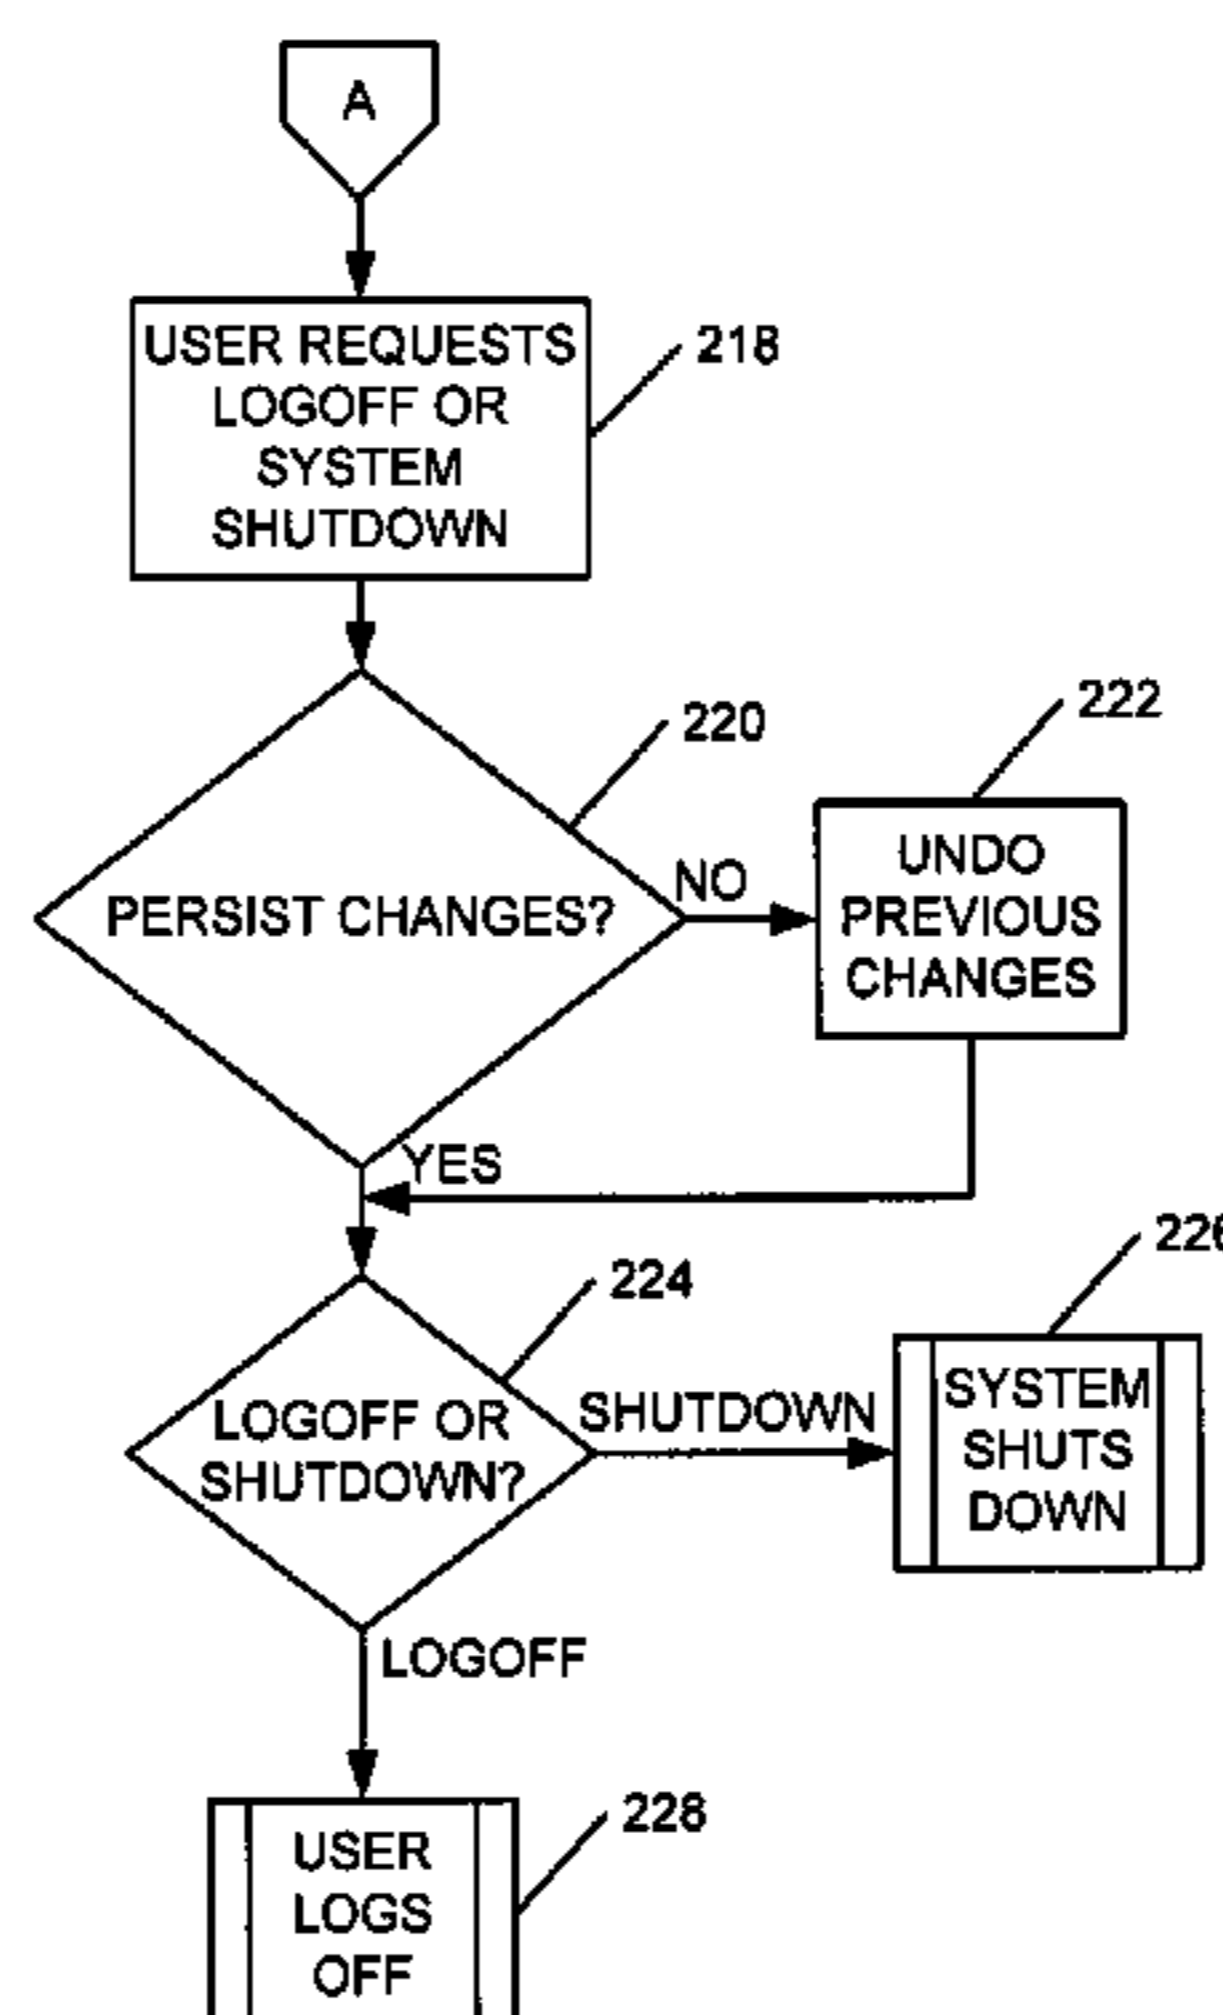 A
USER REQUESTS
LOGOFF OR
SYSTEM
SHUTDOWN
218
220
222
PERSIST CHANGES?
NO
UNDO
PREVIOUS
CHANGES
YES
224
226
LOGOFF OR
SHUTDOWN?
SHUTDOWN
SYSTEM
SHUTS
DOWN
LOGOFF
228
USER
LOGS
OFF